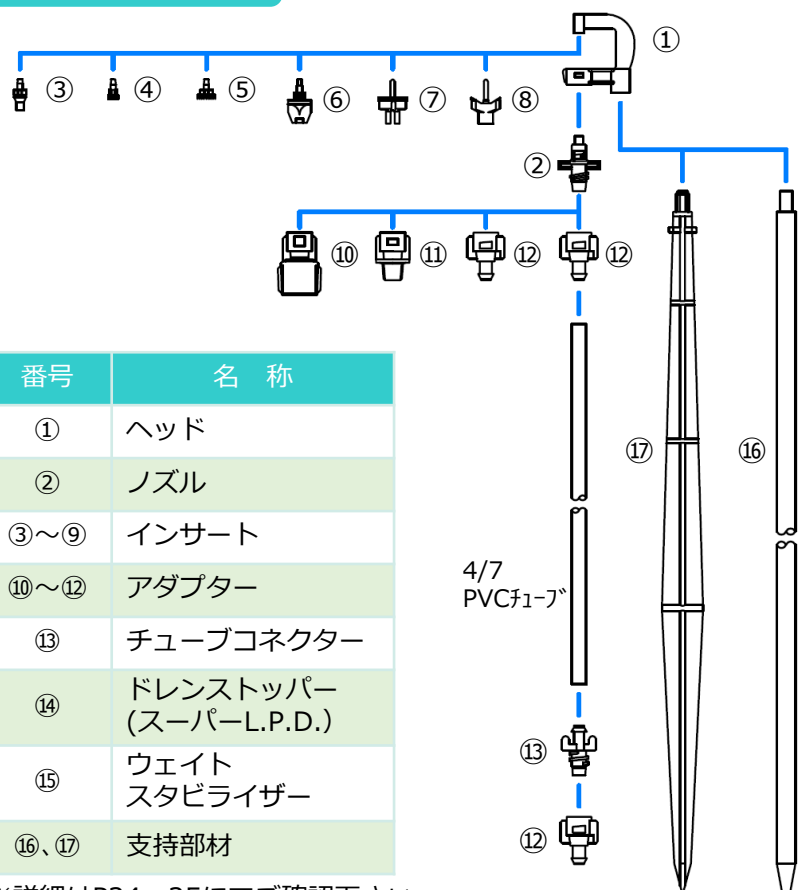 ①
③ ④ ⑤ ⑥ ⑦ ⑧
②
⑩ ⑪ ⑫ ⑫
番号 名　称
① ヘッド
② ノズル
③～⑨ インサート
⑩～⑫ アダプター
⑬ チューブコネクター
⑭ ドレンストッパー
(スーパーL.P.D.）
⑮ ウェイト
スタビライザー
⑯、⑰ 支持部材
⑰ ⑯
4/7
PVCﾁｭｰﾌﾞ
⑬
⑫